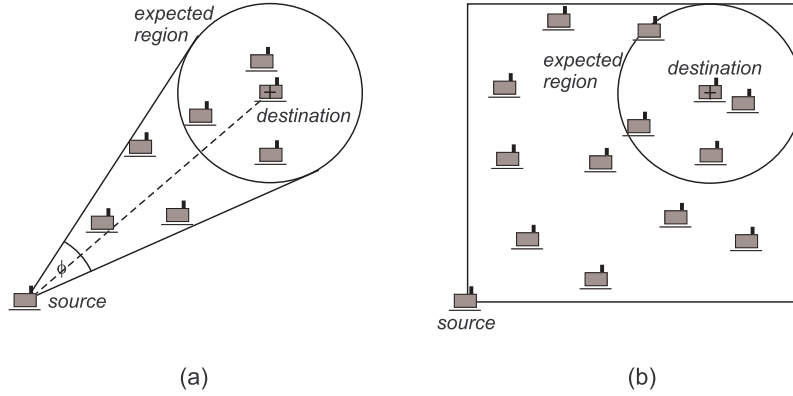 expected
region
destination
ϕ
source
(a)
expected
region
destination
source
(b)